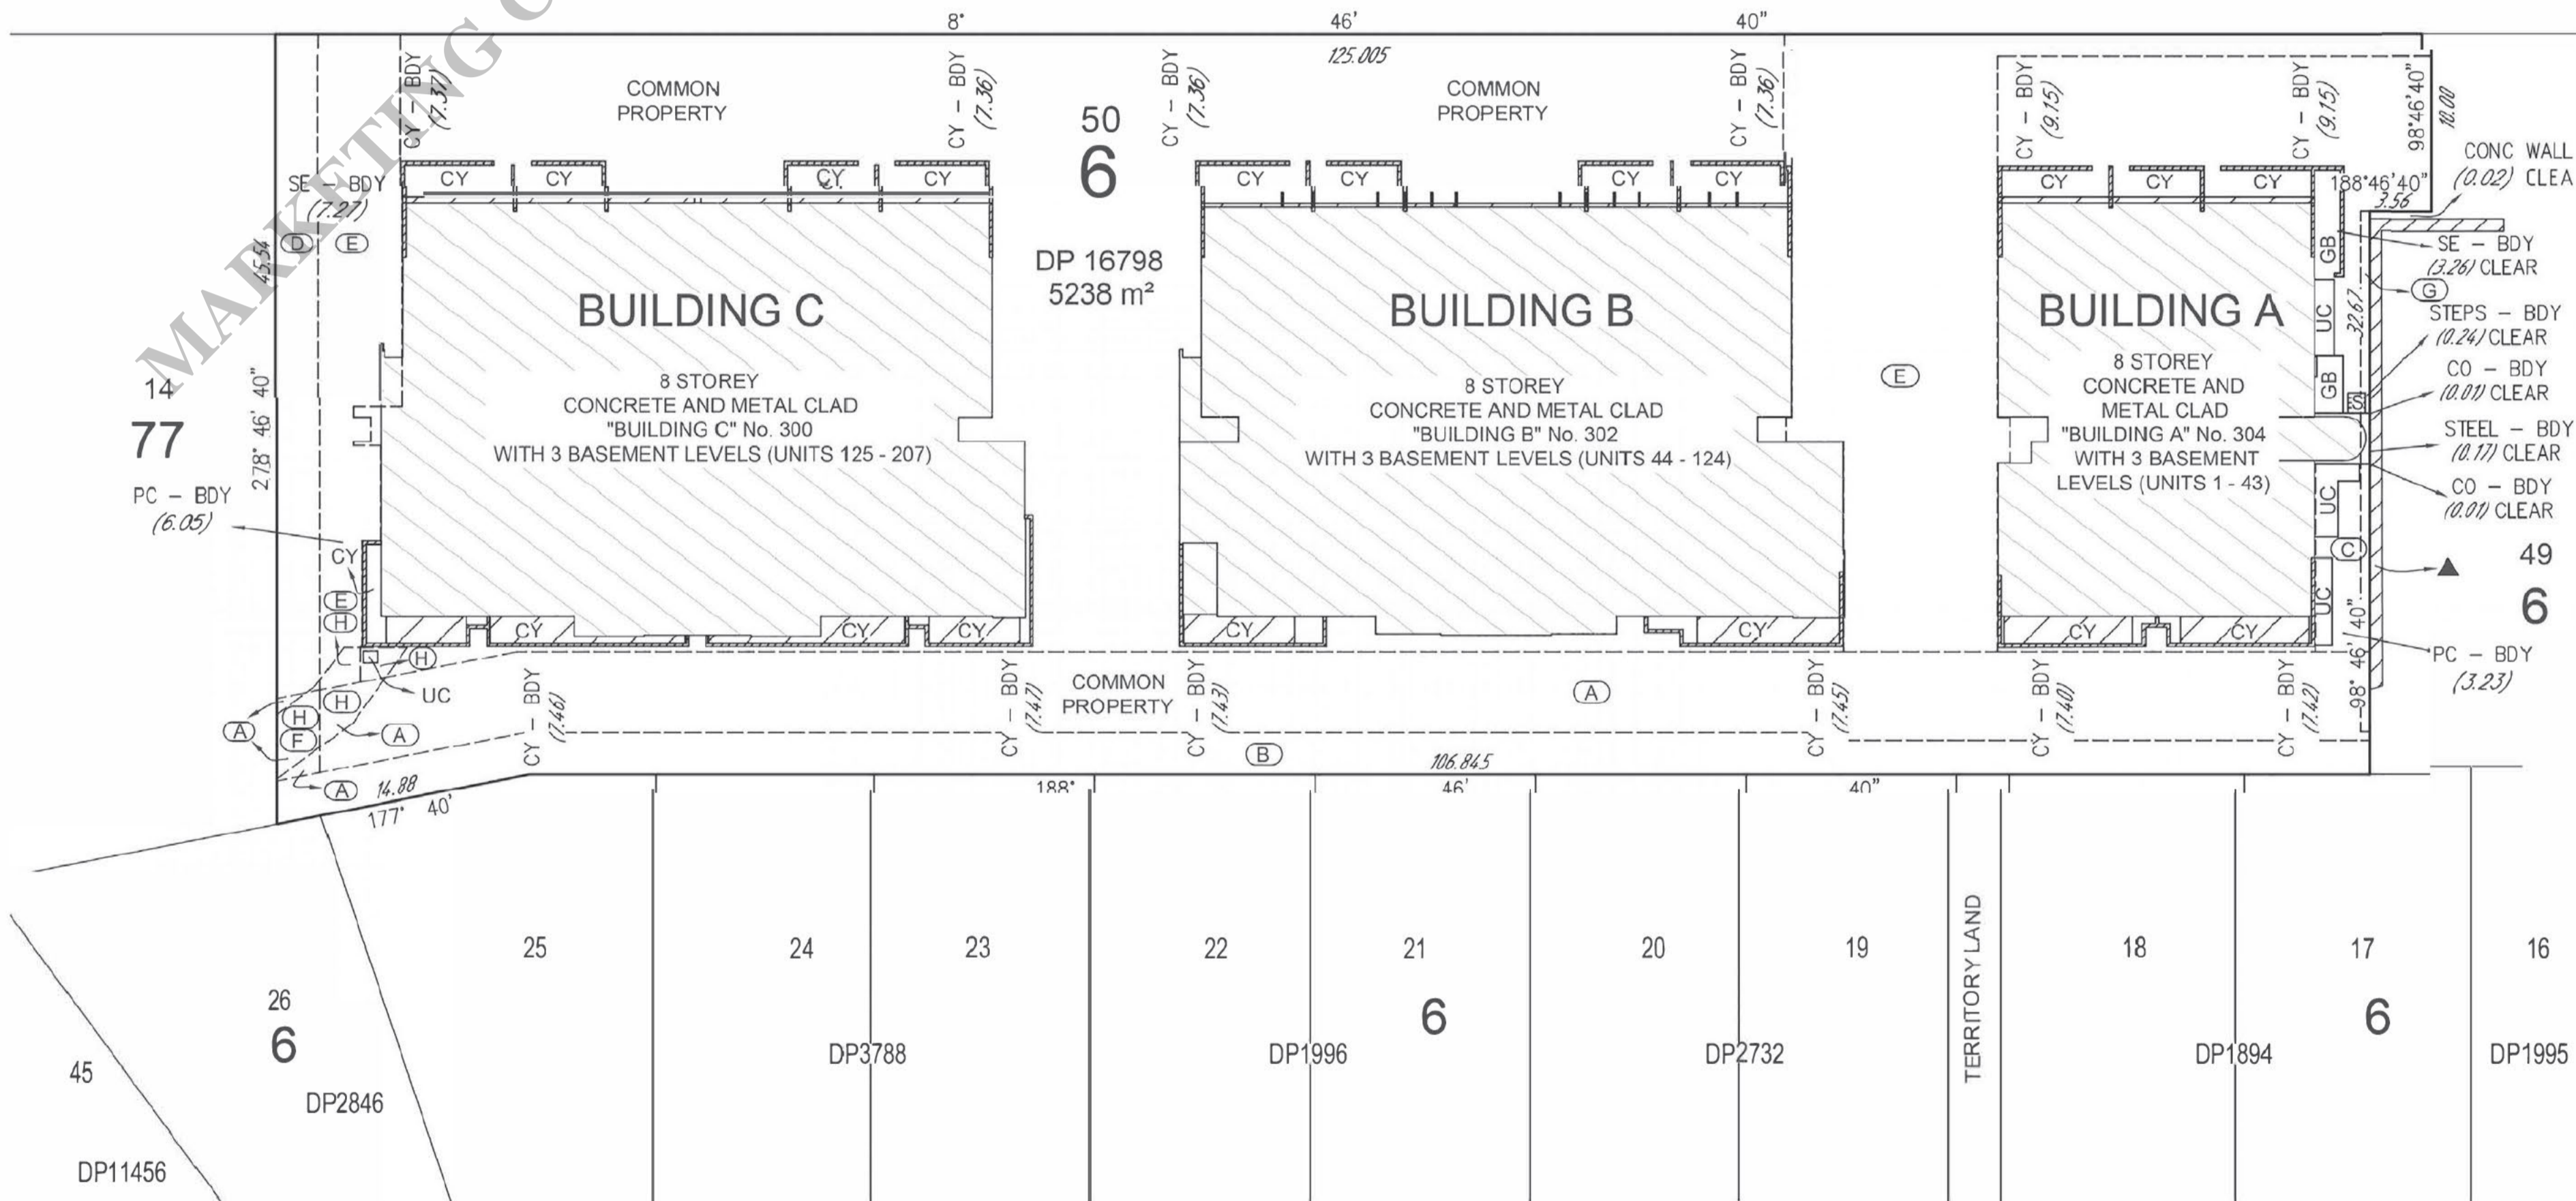 8° 46' 40"
125.005
MARKETING C
CY – BDY
(7.37)
COMMON
PROPERTY
CY – BDY
(7.36)
50
6
CY – BDY
(7.36)
COMMON
PROPERTY
CY – BDY
(7.36)
CY – BDY
(9.15)
CY – BDY
(9.15)
98°46'40"
10.00
CONC WALL
(0.02) CLEA
188°46'40"
3.56
SE – BDY
(7.27)
D E
45.54
CY CY CY CY
CY CY CY CY
CY CY CY
DP 16798
5238 m²
BUILDING C
8 STOREY
CONCRETE AND METAL CLAD
"BUILDING C" No. 300
WITH 3 BASEMENT LEVELS (UNITS 125 - 207)
BUILDING B
8 STOREY
CONCRETE AND METAL CLAD
"BUILDING B" No. 302
WITH 3 BASEMENT LEVELS (UNITS 44 - 124)
E
BUILDING A
8 STOREY
CONCRETE AND
METAL CLAD
"BUILDING A" No. 304
WITH 3 BASEMENT
LEVELS (UNITS 1 - 43)
GB
UC
GB
S
UC
C
UC
32.67
SE – BDY
(3.26) CLEAR
G
STEPS – BDY
(0.24) CLEAR
CO – BDY
(0.01) CLEAR
STEEL – BDY
(0.17) CLEAR
CO – BDY
(0.01) CLEAR
49
6
PC – BDY
(3.23)
98° 46' 40"
14
77
278° 46' 40"
PC – BDY
(6.05)
CY
E
H
CY CY CY
CY CY
CY CY
H
UC
H
H
F
A
A
A
CY – BDY
(7.46)
CY – BDY
(7.47)
COMMON
PROPERTY
CY – BDY
(7.43)
A
CY – BDY
(7.45)
CY – BDY
(7.40)
CY – BDY
(7.42)
B
106.845
14.88
177° 40'
188° 46' 40"
25 24 23 22 21 20 19
TERRITORY LAND
18 17 16
26
6
6
6
45
DP3788
DP1996
DP2732
DP1894
DP1995
DP2846
DP11456